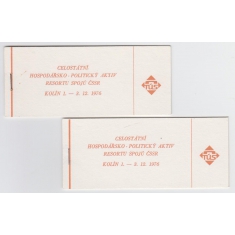 CELOSTÁTNÍ
HOSPODÁŘSKO-POLITICKÝ AKTIV
RESORTU SPOJŮ ČSSR
KOLÍN 1. — 2. 12. 1976
CELOSTÁTNÍ
HOSPODÁŘSKO-POLITICKÝ AKTIV
RESORTU SPOJŮ ČSSR
KOLÍN 1. — 2. 12. 1976